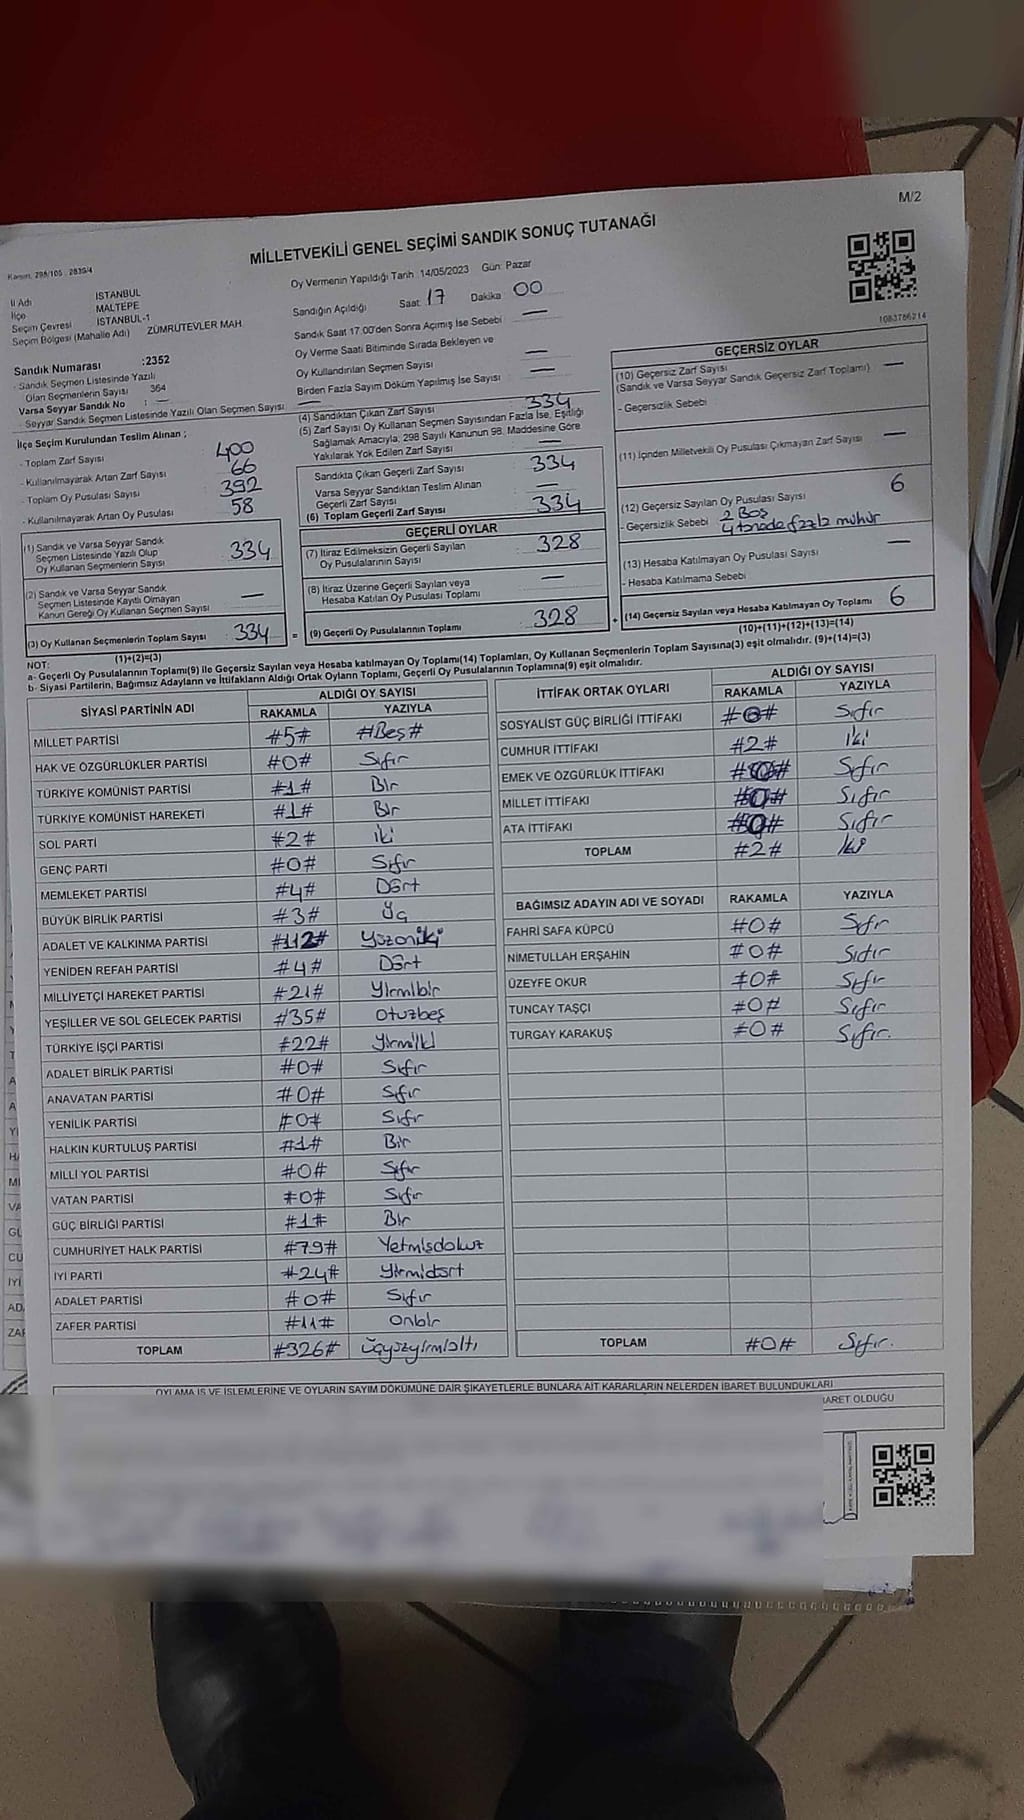 M/2
MİLLETVEKİLİ GENEL SEÇİMİ SANDIK SONUÇ TUTANAĞI
Kanun: 298/105 - 2839/4
İl Adı İSTANBUL
İlçe MALTEPE
Seçim Çevresi İSTANBUL-1
Seçim Bölgesi (Mahalle Adı) ZÜMRÜTEVLER MAH
Oy Vermenin Yapıldığı Tarih 14/05/2023 Gün: Pazar
Sandığın Açıldığı Saat 17 Dakika 00
Sandık Saat 17:00'den Sonra Açımış İse Sebebi —
Oy Verme Saati Bitiminde Sırada Bekleyen ve
Oy Kullandırılan Seçmen Sayısı —
Birden Fazla Sayım Döküm Yapılmış İse Sayısı —
1083786214
Sandık Numarası :2352
- Sandık Seçmen Listesinde Yazılı
Olan Seçmenlerin Sayısı 364
Varsa Seyyar Sandık No : —
- Seyyar Sandık Seçmen Listesinde Yazılı Olan Seçmen Sayısı : —
İlçe Seçim Kurulundan Teslim Alınan ;
- Toplam Zarf Sayısı 400
- Kullanılmayarak Artan Zarf Sayısı 66
- Toplam Oy Pusulası Sayısı 392
- Kullanılmayarak Artan Oy Pusulası 58
(1) Sandık ve Varsa Seyyar Sandık
Seçmen Listesinde Yazılı Olup
Oy Kullanan Seçmenlerin Sayısı 334
(2) Sandık ve Varsa Seyyar Sandık
Seçmen Listesinde Kayıtlı Olmayan
Kanun Gereği Oy Kullanan Seçmen Sayısı —
(3) Oy Kullanan Seçmenlerin Toplam Sayısı : 334
(1)+(2)=(3)
(4) Sandıktan Çıkan Zarf Sayısı 334
(5) Zarf Sayısı Oy Kullanan Seçmen Sayısından Fazla İse, Eşitliği
Sağlamak Amacıyla, 298 Sayılı Kanunun 98. Maddesine Göre
Yakılarak Yok Edilen Zarf Sayısı —
Sandıkta Çıkan Geçerli Zarf Sayısı 334
Varsa Seyyar Sandıktan Teslim Alınan
Geçerli Zarf Sayısı —
(6) Toplam Geçerli Zarf Sayısı 334
GEÇERLİ OYLAR
(7) İtiraz Edilmeksizin Geçerli Sayılan
Oy Pusulalarının Sayısı 328
(8) İtiraz Üzerine Geçerli Sayılan veya
Hesaba Katılan Oy Pusulası Toplamı —
= (9) Geçerli Oy Pusulalarının Toplamı 328
GEÇERSİZ OYLAR
(10) Geçersiz Zarf Sayısı
(Sandık ve Varsa Seyyar Sandık Geçersiz Zarf Toplamı) —
- Geçersizlik Sebebi
(11) İçinden Milletvekili Oy Pusulası Çıkmayan Zarf Sayısı —
(12) Geçersiz Sayılan Oy Pusulası Sayısı 6
- Geçersizlik Sebebi 2 Boş
4 tanede fazla mühür
(13) Hesaba Katılmayan Oy Pusulası Sayısı —
- Hesaba Katılmama Sebebi
+ (14) Geçersiz Sayılan veya Hesaba Katılmayan Oy Toplamı 6
(10)+(11)+(12)+(13)=(14)
NOT:
a- Geçerli Oy Pusulaları Toplamı(9) ile Geçersiz Sayılan veya Hesaba katılmayan Oy Toplamı(14) Toplamları, Oy Kullanan Seçmenlerin Toplam Sayısına(3) eşit olmalıdır. (9)+(14)=(3)
b- Siyasi Partilerin, Bağımsız Adayların ve İttifakların Aldığı Ortak Oyların Toplamı, Geçerli Oy Pusulalarının Toplamına(9) eşit olmalıdır.
SİYASİ PARTİNİN ADI ALDIĞI OY SAYISI
RAKAMLA YAZIYLA
MİLLET PARTİSİ #5# #Beş#
HAK VE ÖZGÜRLÜKLER PARTİSİ #0# Sıfır
TÜRKİYE KOMÜNİST PARTİSİ #1# Bir
TÜRKİYE KOMÜNİST HAREKETİ #1# Bir
SOL PARTİ #2# iki
GENÇ PARTİ #0# Sıfır
MEMLEKET PARTİSİ #4# Dört
BÜYÜK BİRLİK PARTİSİ #3# Üç
ADALET VE KALKINMA PARTİSİ #112# Yüzoniki
YENİDEN REFAH PARTİSİ #4# Dört
MİLLİYETÇİ HAREKET PARTİSİ #21# Yirmibir
YEŞİLLER VE SOL GELECEK PARTİSİ #35# Otuzbeş
TÜRKİYE İŞÇİ PARTİSİ #22# Yirmiiki
ADALET BİRLİK PARTİSİ #0# Sıfır
ANAVATAN PARTİSİ #0# Sıfır
YENİLİK PARTİSİ #0# Sıfır
HALKIN KURTULUŞ PARTİSİ #1# Bir
MİLLİ YOL PARTİSİ #0# Sıfır
VATAN PARTİSİ #0# Sıfır
GÜÇ BİRLİĞİ PARTİSİ #1# Bir
CUMHURİYET HALK PARTİSİ #79# Yetmişdokuz
İYİ PARTİ #24# Yirmidört
ADALET PARTİSİ #0# Sıfır
ZAFER PARTİSİ #11# Onbir
TOPLAM #326# Üçyüzyirmialtı
İTTİFAK ORTAK OYLARI ALDIĞI OY SAYISI
RAKAMLA YAZIYLA
SOSYALİST GÜÇ BİRLİĞİ İTTİFAKI #0# Sıfır
CUMHUR İTTİFAKI #2# iki
EMEK VE ÖZGÜRLÜK İTTİFAKI #0# Sıfır
MİLLET İTTİFAKI #0# Sıfır
ATA İTTİFAKI #0# Sıfır
TOPLAM #2# iki
BAĞIMSIZ ADAYIN ADI VE SOYADI RAKAMLA YAZIYLA
FAHRİ SAFA KÜPCÜ #0# Sıfır
NİMETULLAH ERŞAHİN #0# Sıfır
ÜZEYFE OKUR #0# Sıfır
TUNCAY TAŞÇI #0# Sıfır
TURGAY KARAKUŞ #0# Sıfır.
TOPLAM #0# Sıfır.
OYLAMA İŞ VE İŞLEMLERİNE VE OYLARIN SAYIM DÖKÜMÜNE DAİR ŞİKAYETLERLE BUNLARA AİT KARARLARIN NELERDEN İBARET BULUNDUKLARI
İBARET OLDUĞU